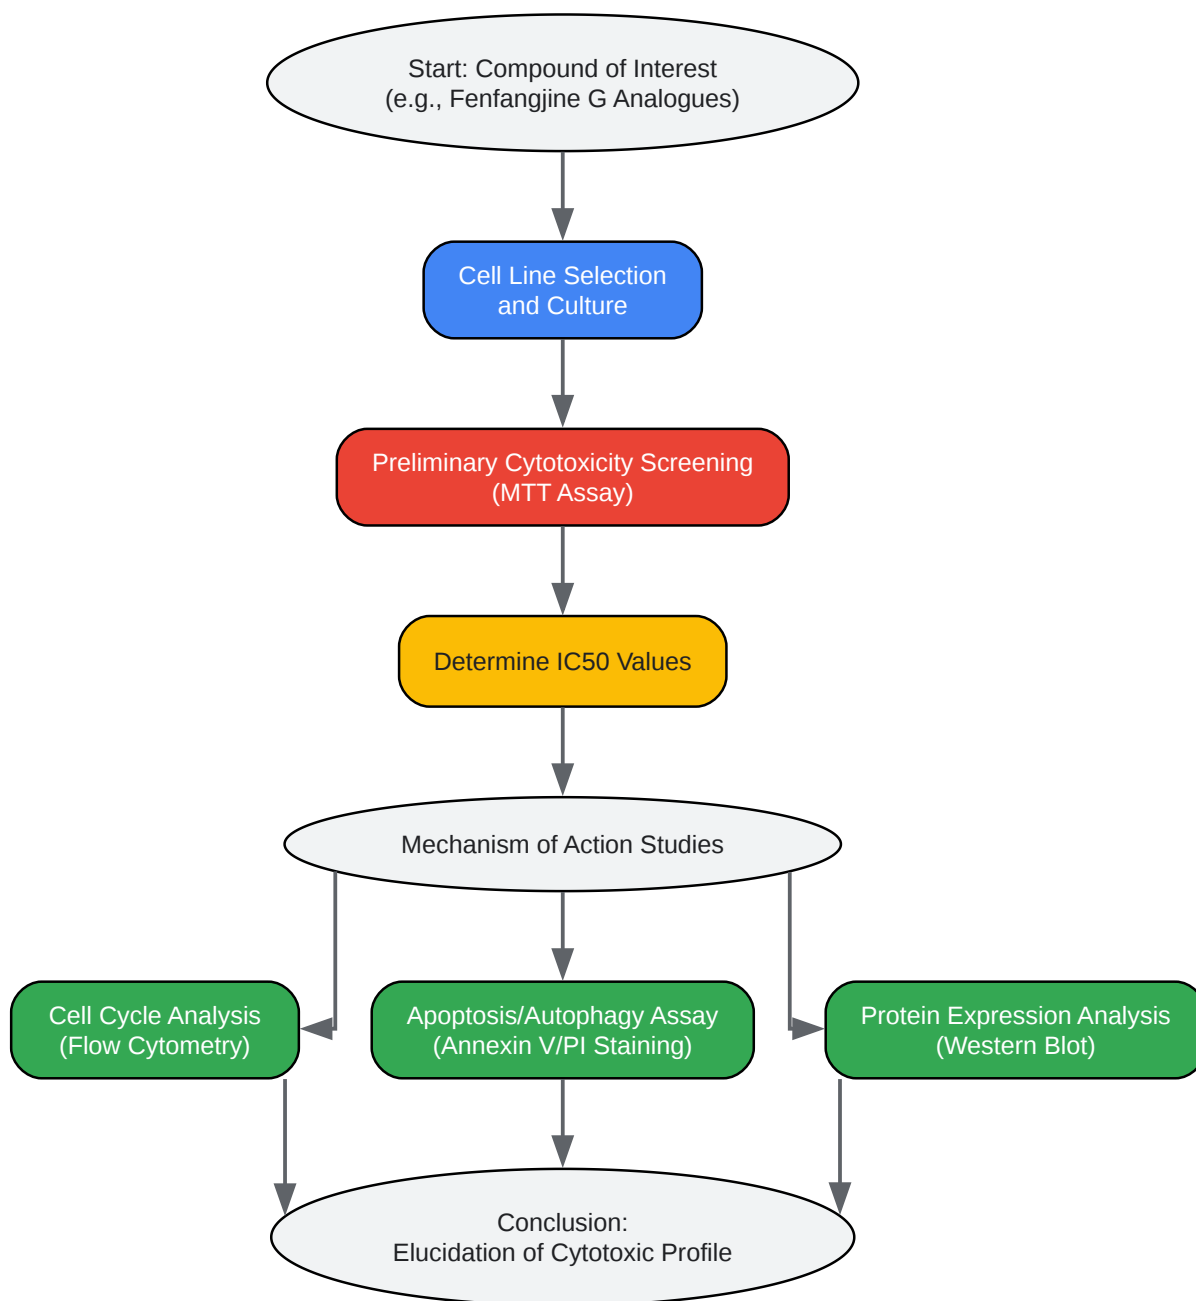 Start: Compound of Interest
(e.g., Fenfangjine G Analogues)
Cell Line Selection
and Culture
Preliminary Cytotoxicity Screening
(MTT Assay)
Determine IC50 Values
Mechanism of Action Studies
Cell Cycle Analysis
(Flow Cytometry)
Apoptosis/Autophagy Assay
(Annexin V/PI Staining)
Protein Expression Analysis
(Western Blot)
Conclusion:
Elucidation of Cytotoxic Profile